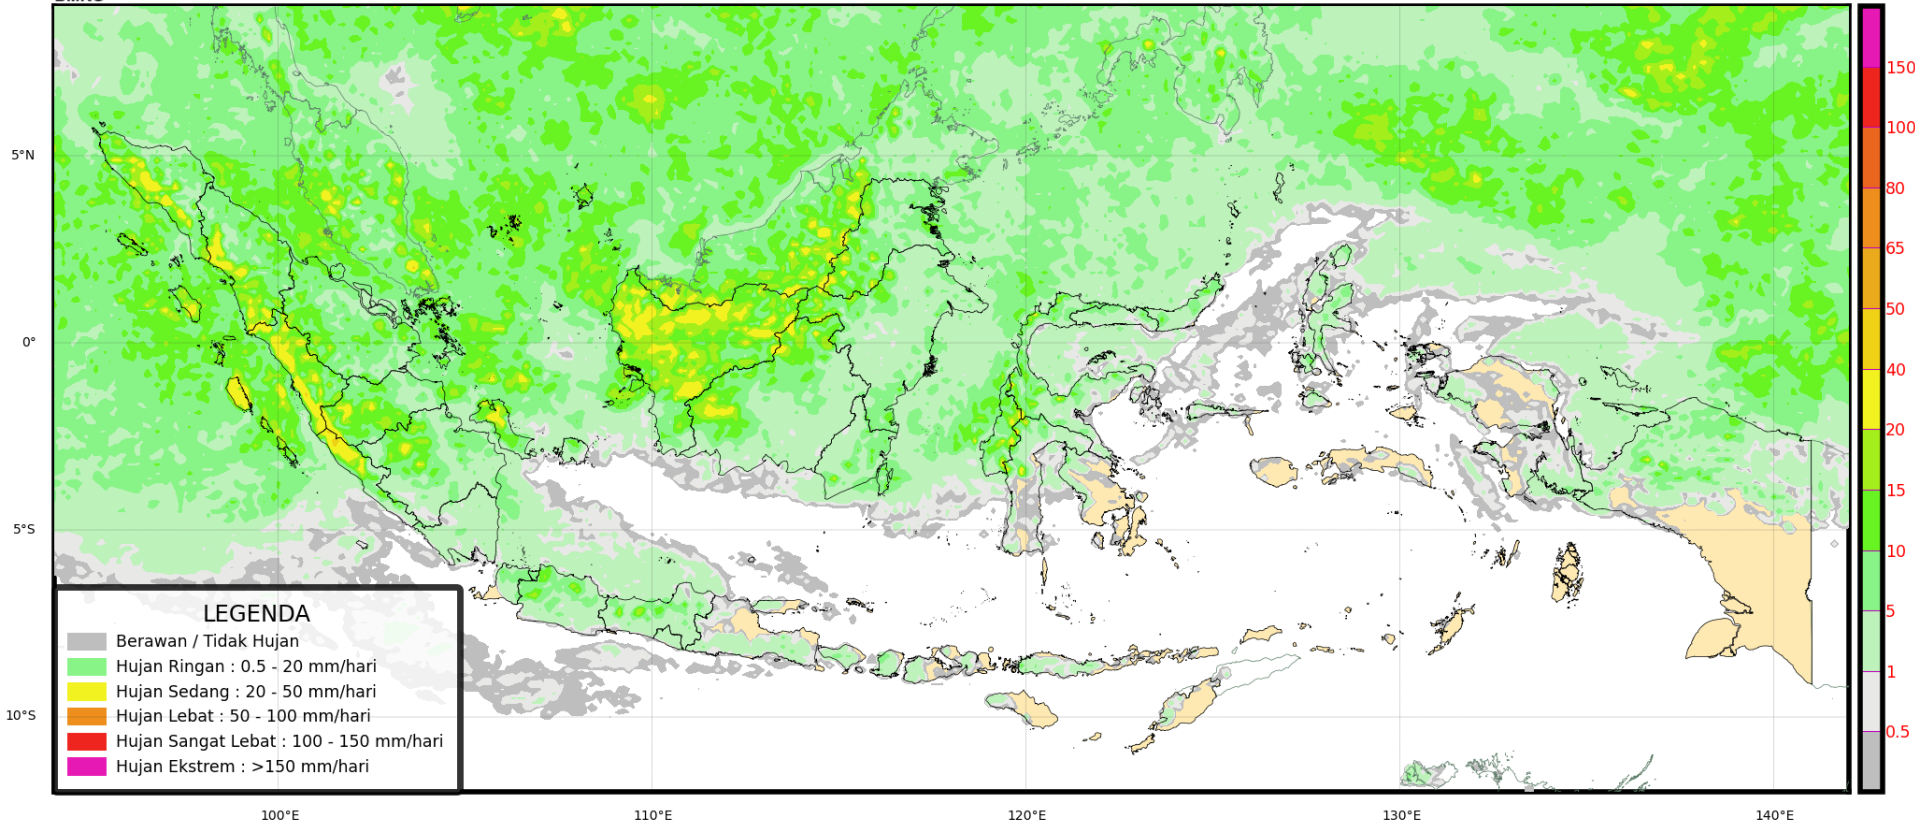 150
100
80
65
50
40
20
15
10
5
1
0.5
5°N
0°
5°S
10°S
LEGENDA
Berawan / Tidak Hujan
Hujan Ringan : 0.5 - 20 mm/hari
Hujan Sedang : 20 - 50 mm/hari
Hujan Lebat : 50 - 100 mm/hari
Hujan Sangat Lebat : 100 - 150 mm/hari
Hujan Ekstrem : >150 mm/hari
100°E
110°E
120°E
130°E
140°E